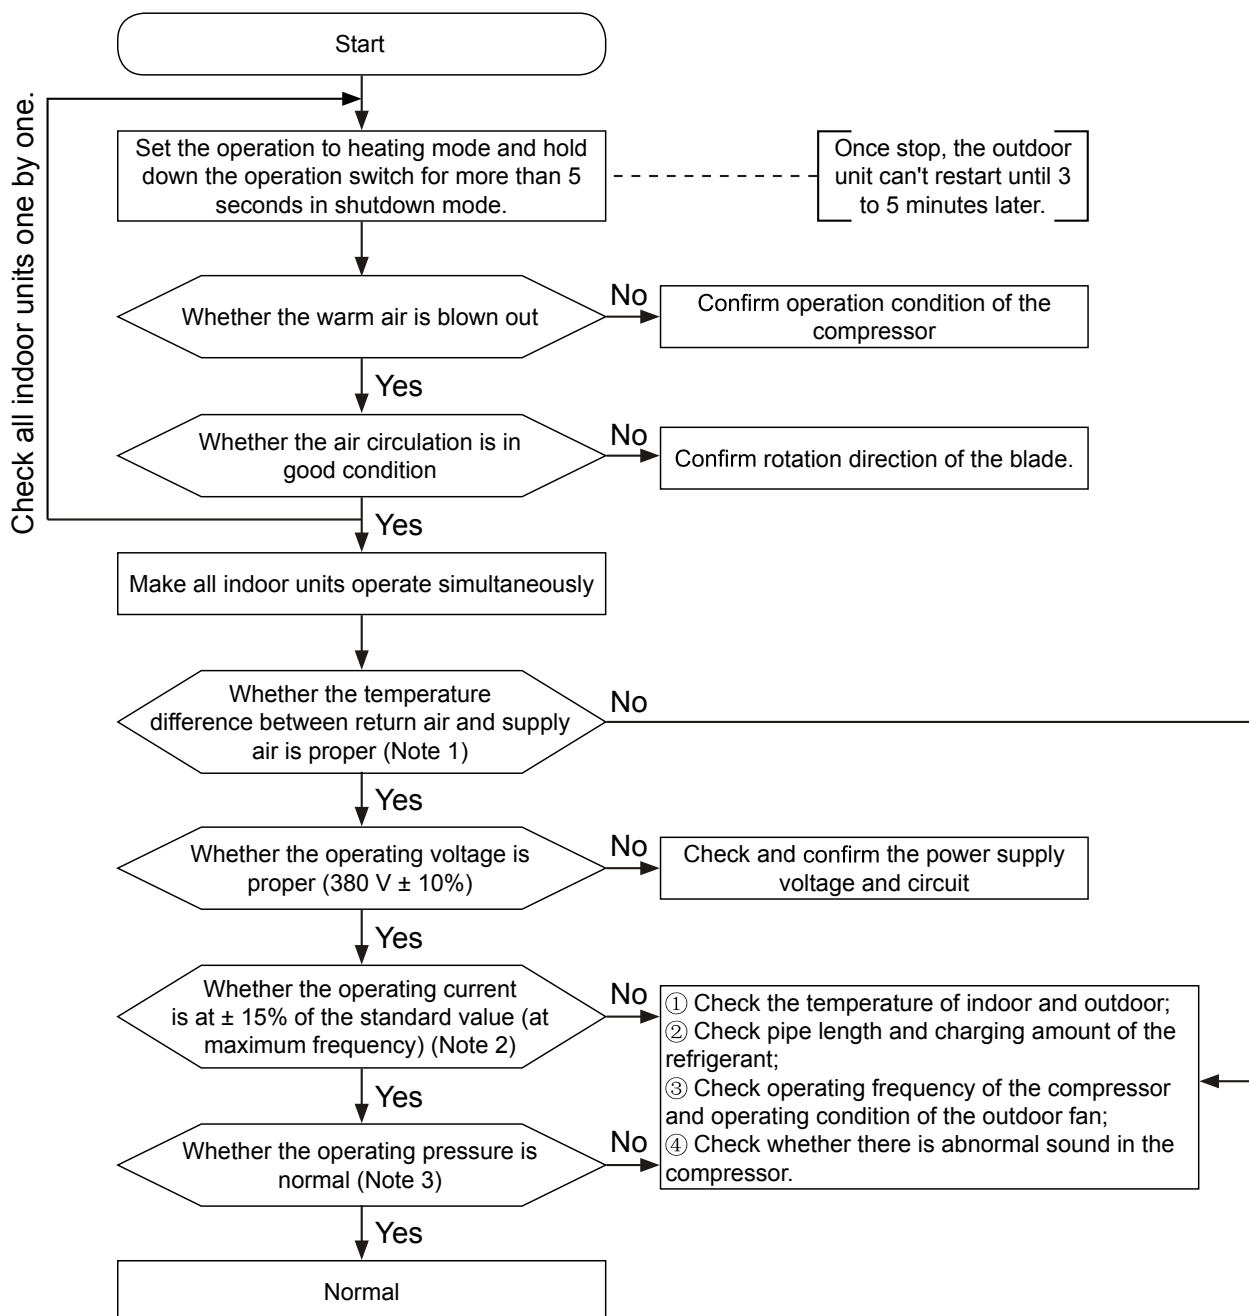 Start
Check all indoor units one by one.
Set the operation to heating mode and hold
down the operation switch for more than 5
seconds in shutdown mode.
Once stop, the outdoor
unit can't restart until 3
to 5 minutes later.
Whether the warm air is blown out
No
Confirm operation condition of the
compressor
Yes
Whether the air circulation is in
good condition
No
Confirm rotation direction of the blade.
Yes
Make all indoor units operate simultaneously
Whether the temperature
difference between return air and supply
air is proper (Note 1)
No
Yes
Whether the operating voltage is
proper (380 V ± 10%)
No
Check and confirm the power supply
voltage and circuit
Yes
Whether the operating current
is at ± 15% of the standard value (at
maximum frequency) (Note 2)
No
① Check the temperature of indoor and outdoor;
② Check pipe length and charging amount of the
refrigerant;
③ Check operating frequency of the compressor
and operating condition of the outdoor fan;
④ Check whether there is abnormal sound in the
compressor.
Yes
Whether the operating pressure is
normal (Note 3)
No
Yes
Normal